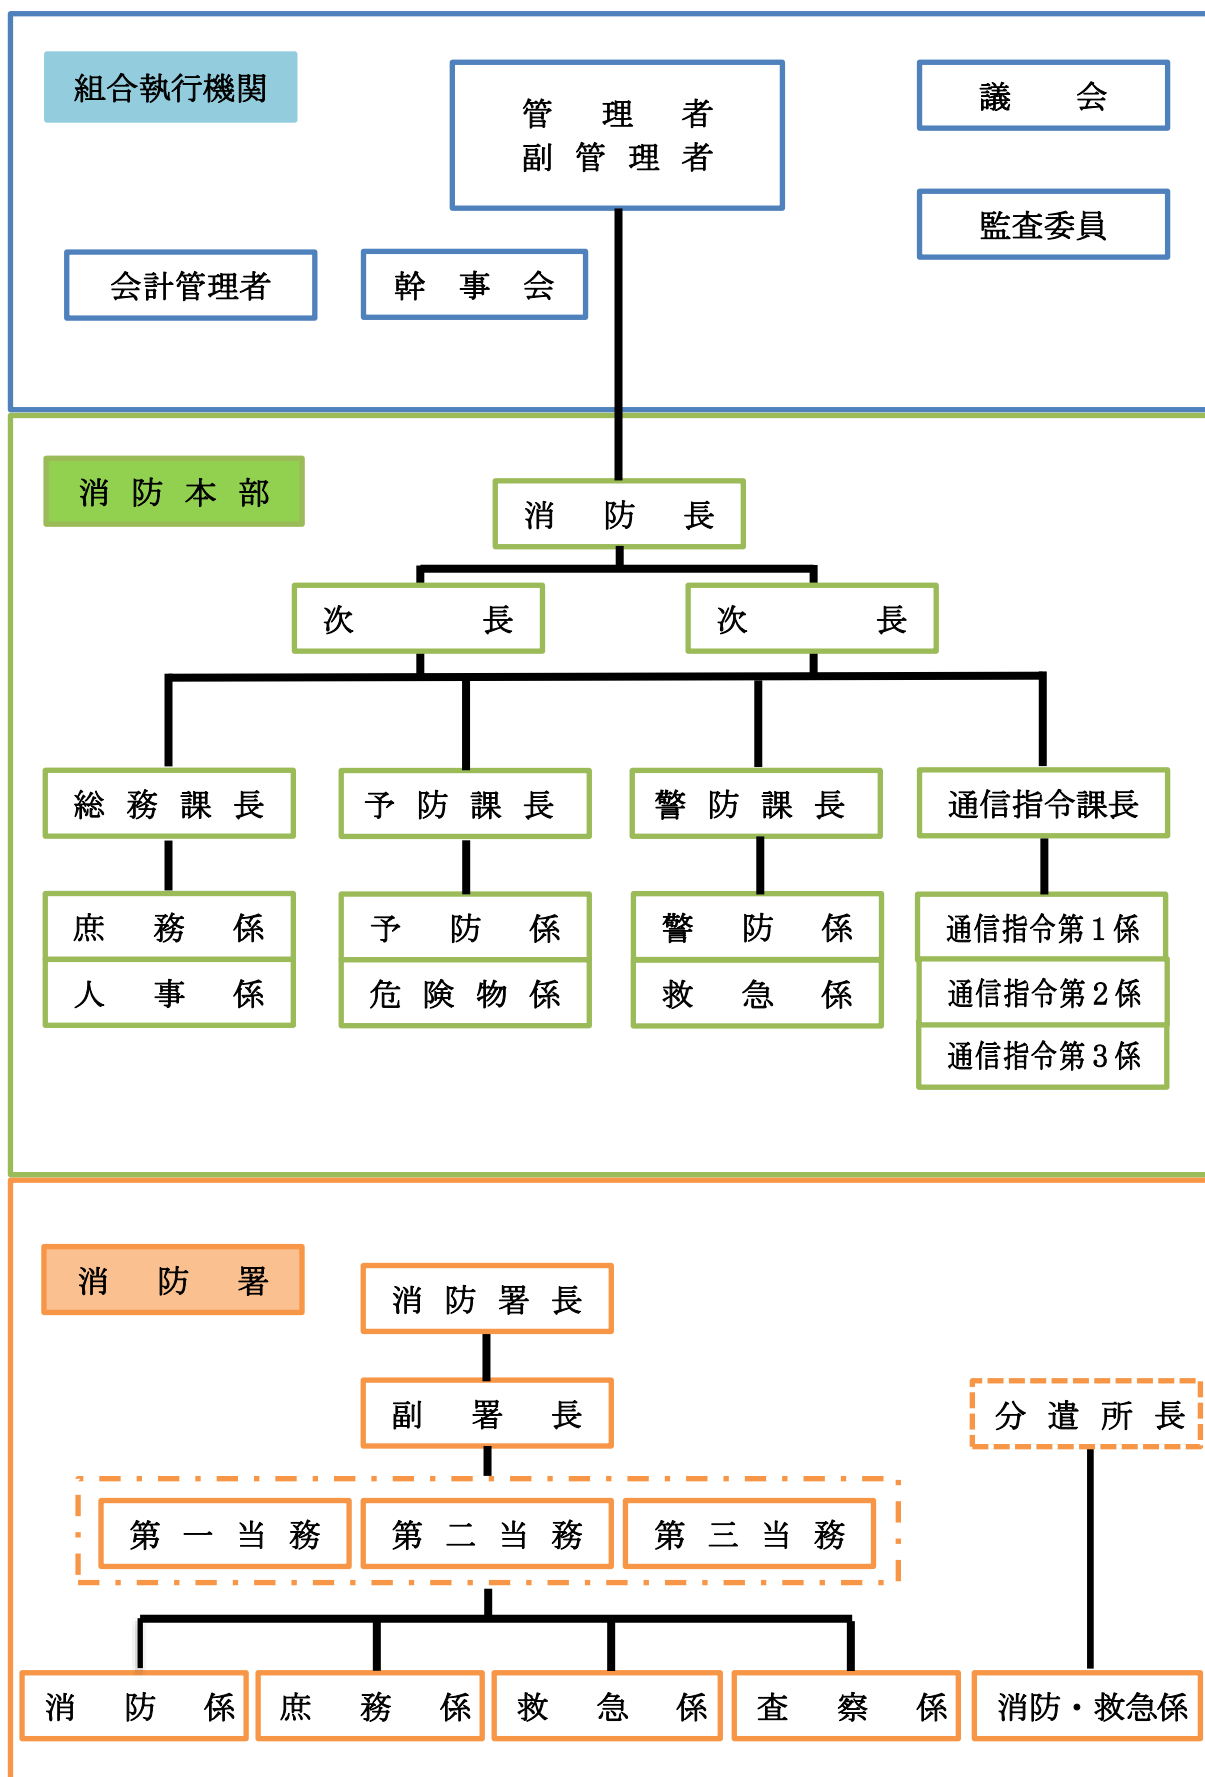 組合執行機関
管理者
副管理者
議会
監査委員
会計管理者
幹事会
消防本部
消防長
次長
次長
総務課長
予防課長
警防課長
通信指令課長
庶務係
予防係
警防係
通信指令第1係
人事係
危険物係
救急係
通信指令第2係
通信指令第3係
消防署
消防署長
副署長
分遣所長
第一当務
第二当務
第三当務
消防係
庶務係
救急係
査察係
消防・救急係